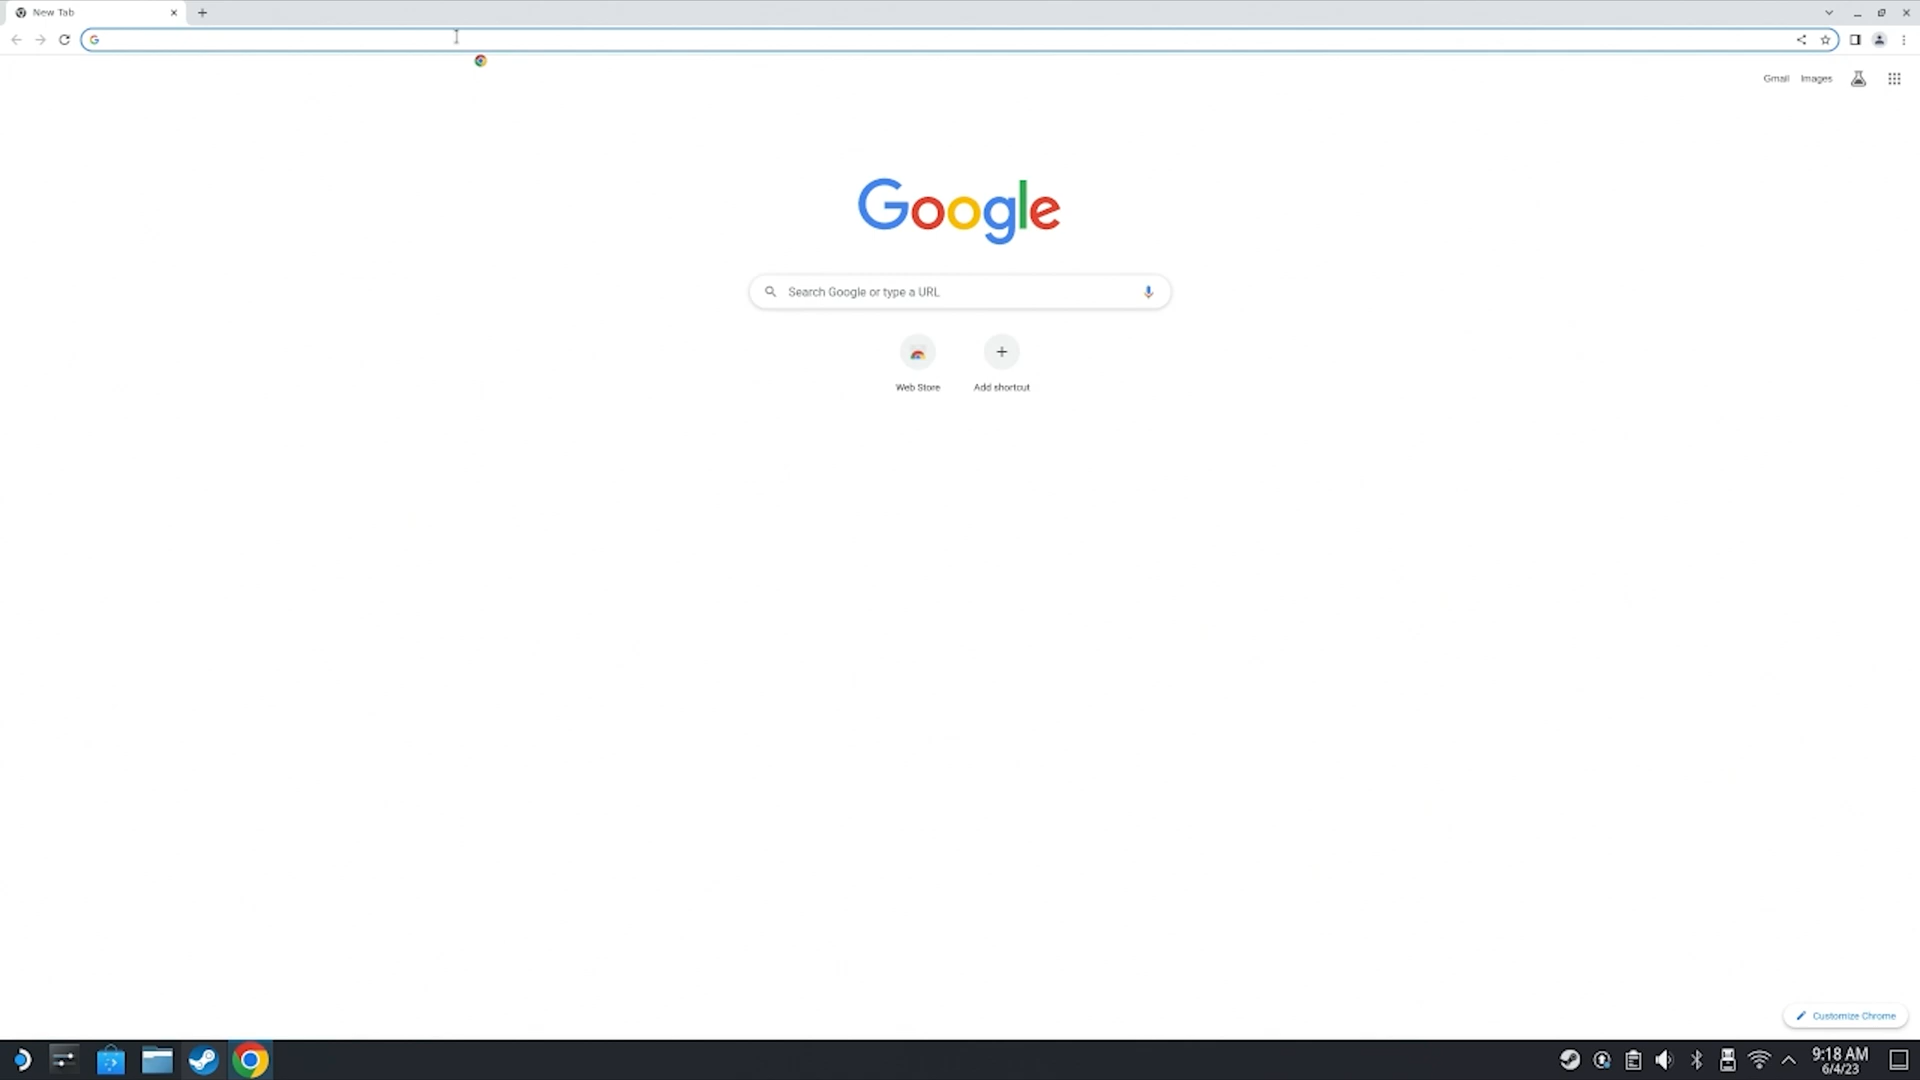 New Tab
Gmail Images
Google
Search Google or type a URL
Web Store Add shortcut
Customize Chrome
9:18 AM
6/4/23